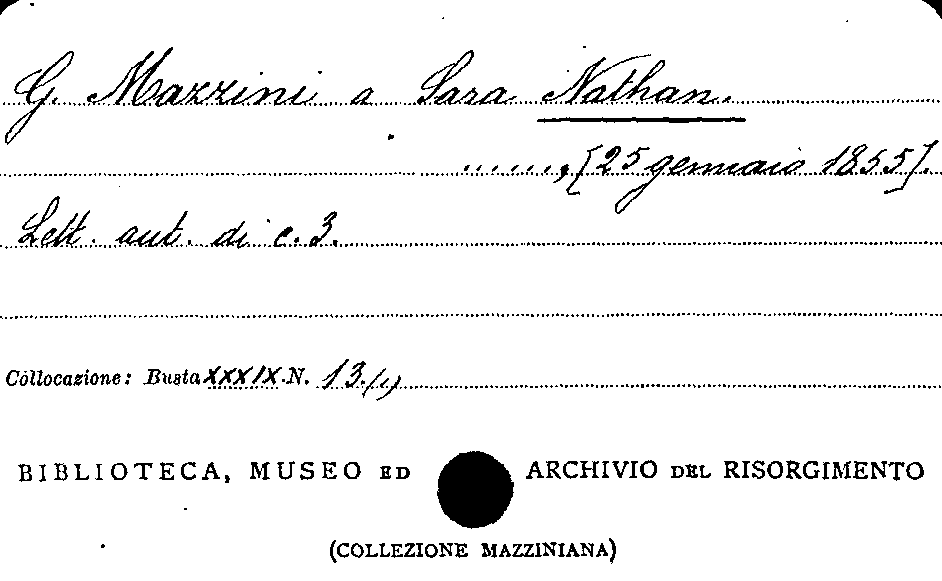 G. Mazzini a Sara Nathan.
......., [25 gennaio 1855].
Lett. aut. di c. 3.
Collocazione: Busta XXXIX N. 13/1)
BIBLIOTECA, MUSEO ED ARCHIVIO DEL RISORGIMENTO
(COLLEZIONE MAZZINIANA)